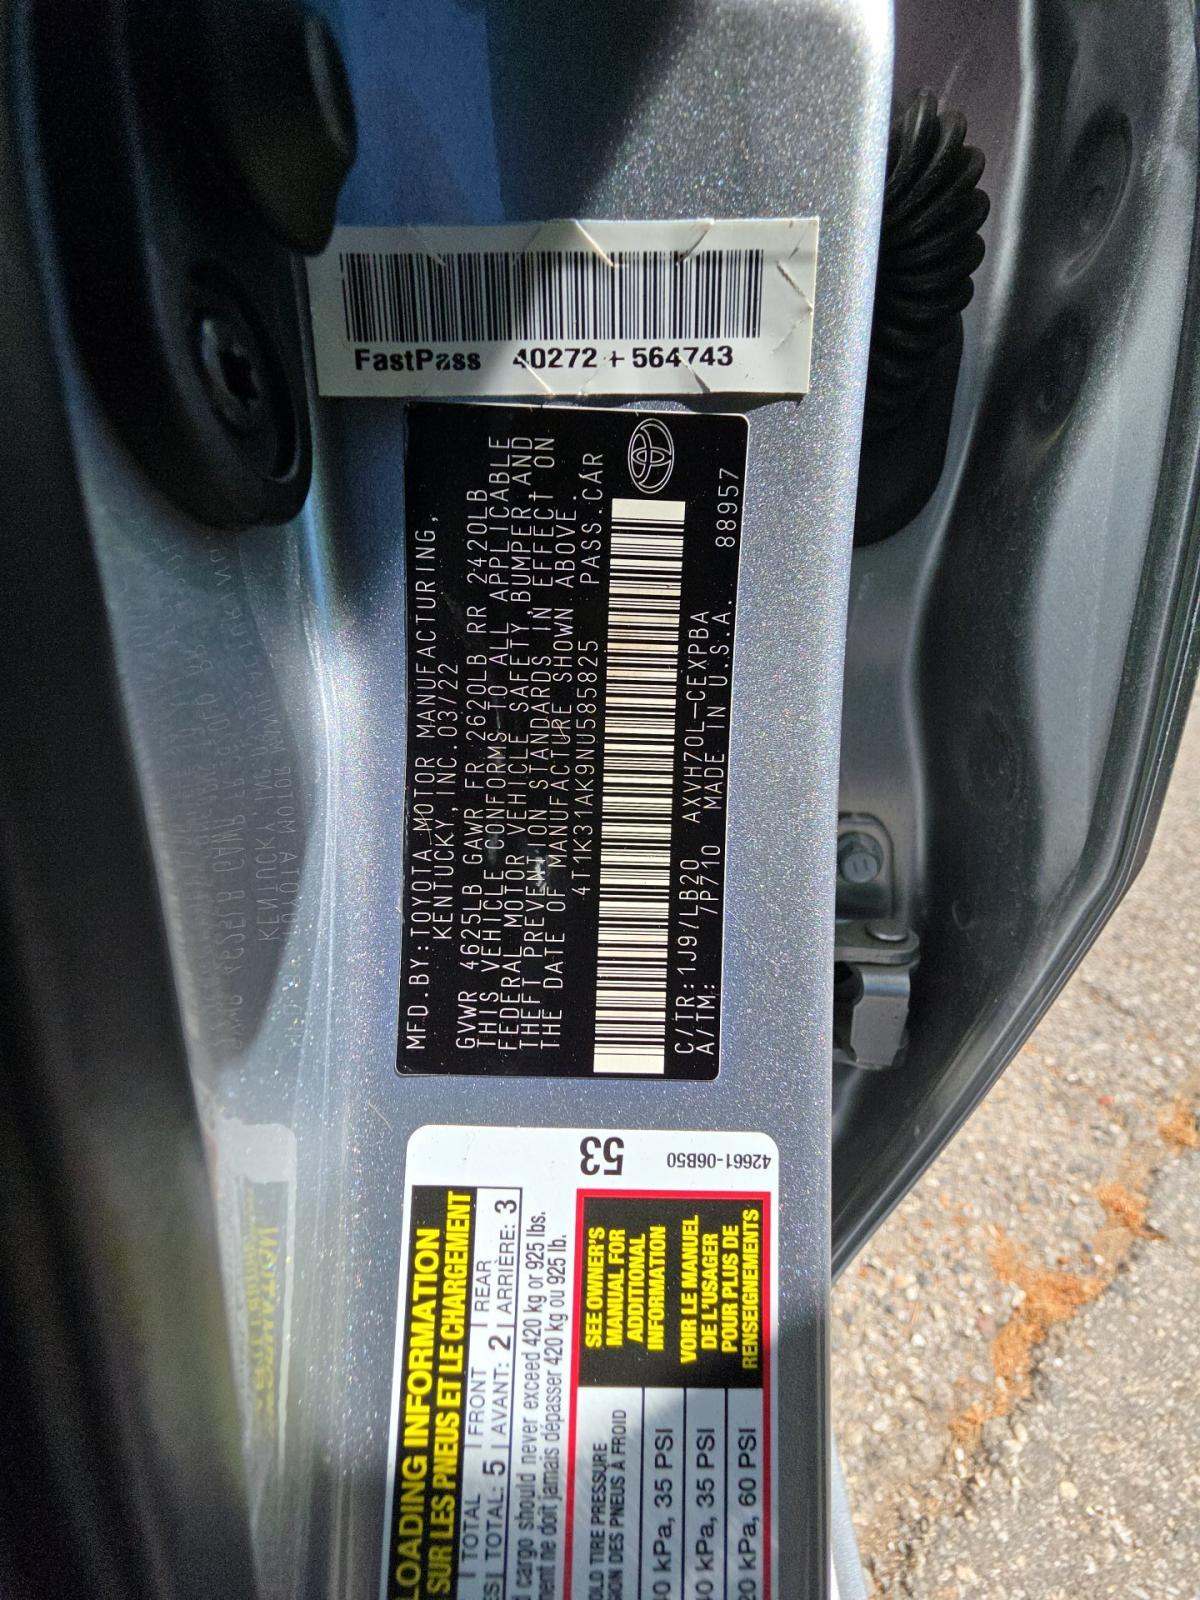 FastPass 40272+564743
MFD.BY:TOYOTA MOTOR MANUFACTURING,
KENTUCKY, INC.03/22
GVWR 4625LB GAWR FR 2620LB RR 2420LB
THIS VEHICLE CONFORMS TO ALL APPLICABLE
FEDERAL MOTOR VEHICLE SAFETY,BUMPER,AND
THEFT PREVENTION STANDARDS IN EFFECT ON
THE DATE OF MANUFACTURE SHOWN ABOVE.
4T1K31AK9NU585825 PASS.CAR
C/TR:1J9/LB20 AXVH70L-CEXPBA 88957
A/TM: 7P710 MADE IN U.S.A.
53
42661-06B50
LOADING INFORMATION
SUR LES PNEUS ET LE CHARGEMENT
TOTAL FRONT REAR
TOTAL: 5 AVANT: 2 ARRIÈRE: 3
cargo should never exceed 420 kg or 925 lbs.
ne doit jamais dépasser 420 kg ou 925 lb.
TIRE PRESSURE
DES PNEUS À FROID
kPa, 35 PSI
kPa, 35 PSI
kPa, 60 PSI
SEE OWNER'S
MANUAL FOR
ADDITIONAL
INFORMATION
VOIR LE MANUEL
DE L'USAGER
POUR PLUS DE
RENSEIGNEMENTS